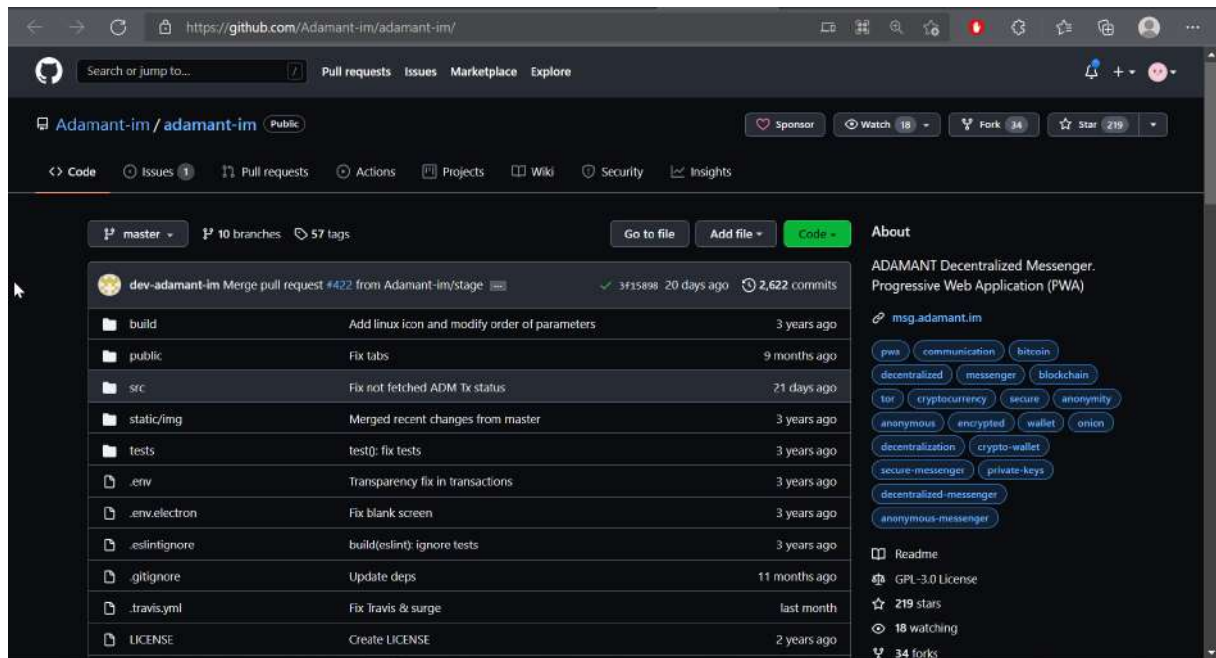 https://github.com/Adamant-im/adamant-im/
Search or jump to... / Pull requests Issues Marketplace Explore
Adamant-im / adamant-im Public Sponsor Watch 18 Fork 34 Star 219
<> Code Issues 1 Pull requests Actions Projects Wiki Security Insights
master 10 branches 57 tags Go to file Add file Code
dev-adamant-im Merge pull request #422 from Adamant-im/stage ... 3f15898 20 days ago 2,622 commits
build Add linux icon and modify order of parameters 3 years ago
public Fix tabs 9 months ago
src Fix not fetched ADM Tx status 21 days ago
static/img Merged recent changes from master 3 years ago
tests test(): fix tests 3 years ago
.env Transparency fix in transactions 3 years ago
.env.electron Fix blank screen 3 years ago
.eslintignore build(eslint): ignore tests 3 years ago
.gitignore Update deps 11 months ago
.travis.yml Fix Travis & surge last month
LICENSE Create LICENSE 2 years ago
About
ADAMANT Decentralized Messenger.
Progressive Web Application (PWA)
msg.adamant.im
pwa communication bitcoin
decentralized messenger blockchain
tor cryptocurrency secure anonymity
anonymous encrypted wallet onion
decentralization crypto-wallet
secure-messenger private-keys
decentralized-messenger
anonymous-messenger
Readme
GPL-3.0 License
219 stars
18 watching
34 forks